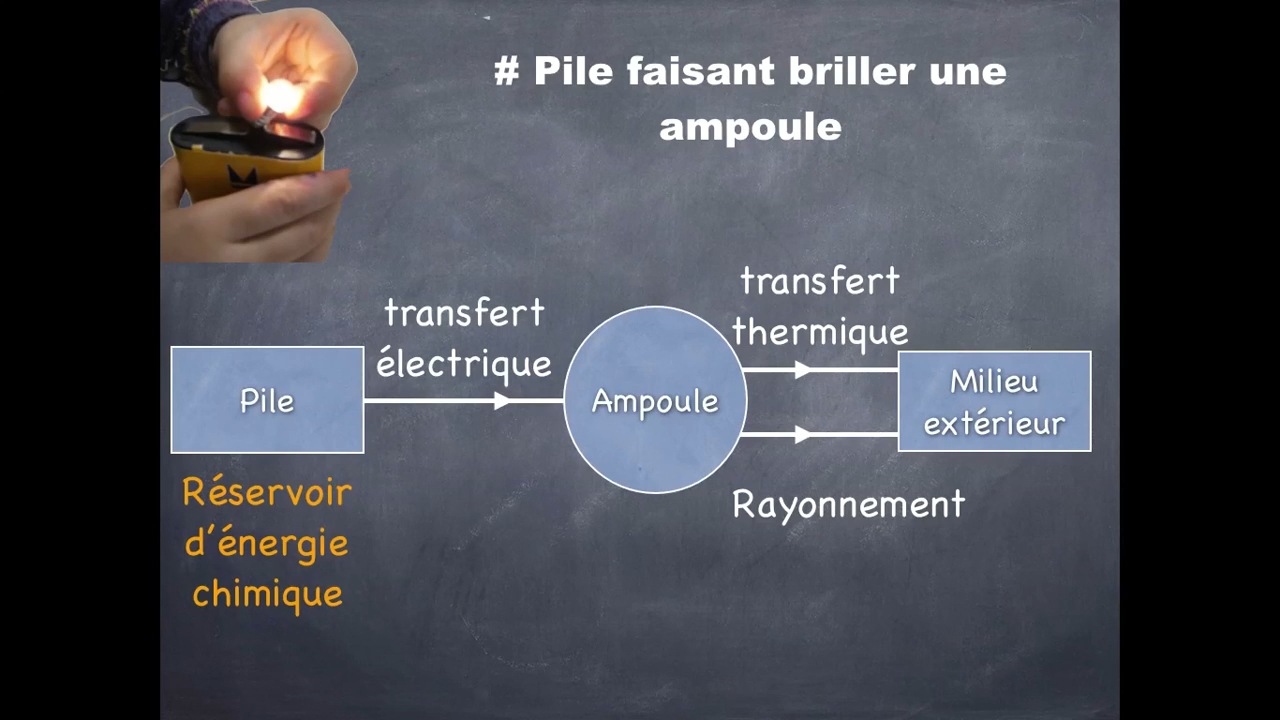 # Pile faisant briller une
ampoule
transfert
électrique
transfert
thermique
Pile
Ampoule
Milieu
extérieur
Rayonnement
Réservoir
d'énergie
chimique